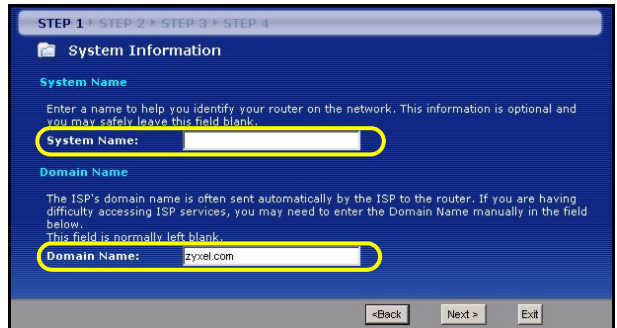 STEP 1 ▸ STEP 2 ▸ STEP 3 ▸ STEP 4
System Information
System Name
Enter a name to help you identify your router on the network. This information is optional and
you may safely leave this field blank.
System Name:
Domain Name
The ISP's domain name is often sent automatically by the ISP to the router. If you are having
difficulty accessing ISP services, you may need to enter the Domain Name manually in the field
below.
This field is normally left blank.
Domain Name: zyxel.com
<Back Next > Exit